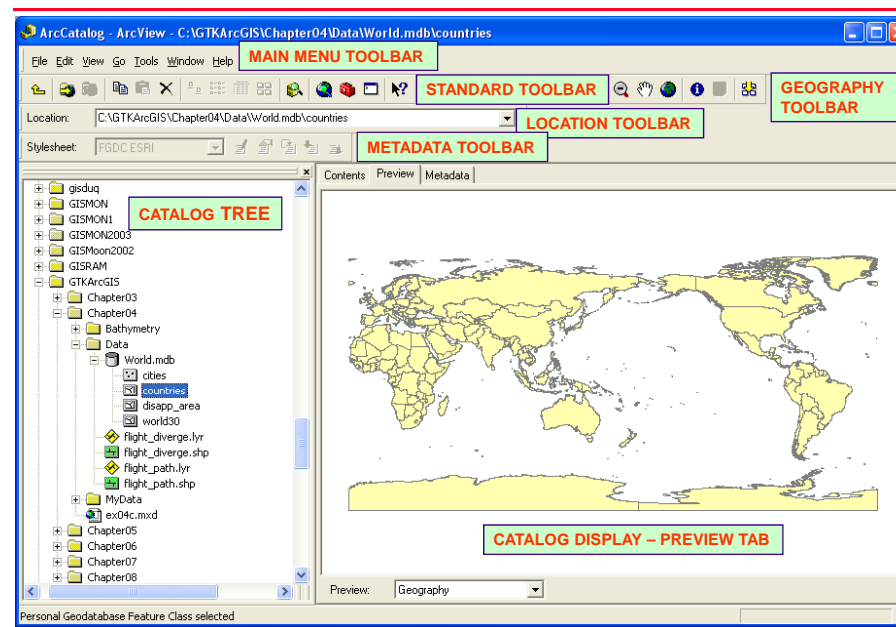 ArcCatalog - ArcView - C:\GTKArcGIS\Chapter04\Data\World.mdb\countries
File Edit View Go Tools Window Help
MAIN MENU TOOLBAR
STANDARD TOOLBAR
GEOGRAPHY
TOOLBAR
Location: C:\GTKArcGIS\Chapter04\Data\World.mdb\countries
LOCATION TOOLBAR
Stylesheet: FGDC ESRI
METADATA TOOLBAR
Contents Preview Metadata
gisduq
GISMON
GISMON1
CATALOG TREE
GISMON2003
GISMoon2002
GISRAM
GTKArcGIS
Chapter03
Chapter04
Bathymetry
Data
World.mdb
cities
countries
disapp_area
world30
flight_diverge.lyr
flight_diverge.shp
flight_path.lyr
flight_path.shp
MyData
ex04c.mxd
Chapter05
Chapter06
Chapter07
Chapter08
CATALOG DISPLAY – PREVIEW TAB
Preview: Geography
Personal Geodatabase Feature Class selected